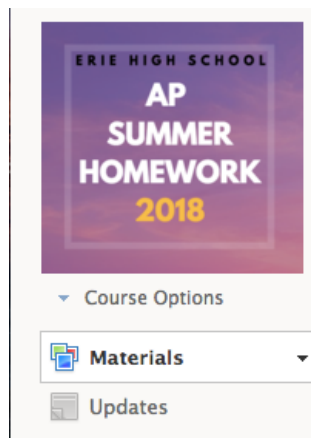 ERIE HIGH SCHOOL
AP
SUMMER
HOMEWORK
2018
Course Options
Materials
Updates